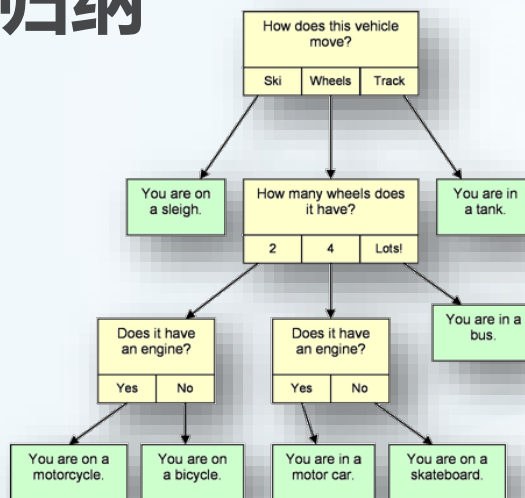 归纳
How does this vehicle
move?
Ski Wheels Track
You are on
a sleigh.
How many wheels does
it have?
2 4 Lots!
You are in
a tank.
Does it have
an engine?
Yes No
Does it have
an engine?
Yes No
You are in a
bus.
You are on a
motorcycle.
You are on
a bicycle.
You are in a
motor car.
You are on a
skateboard.